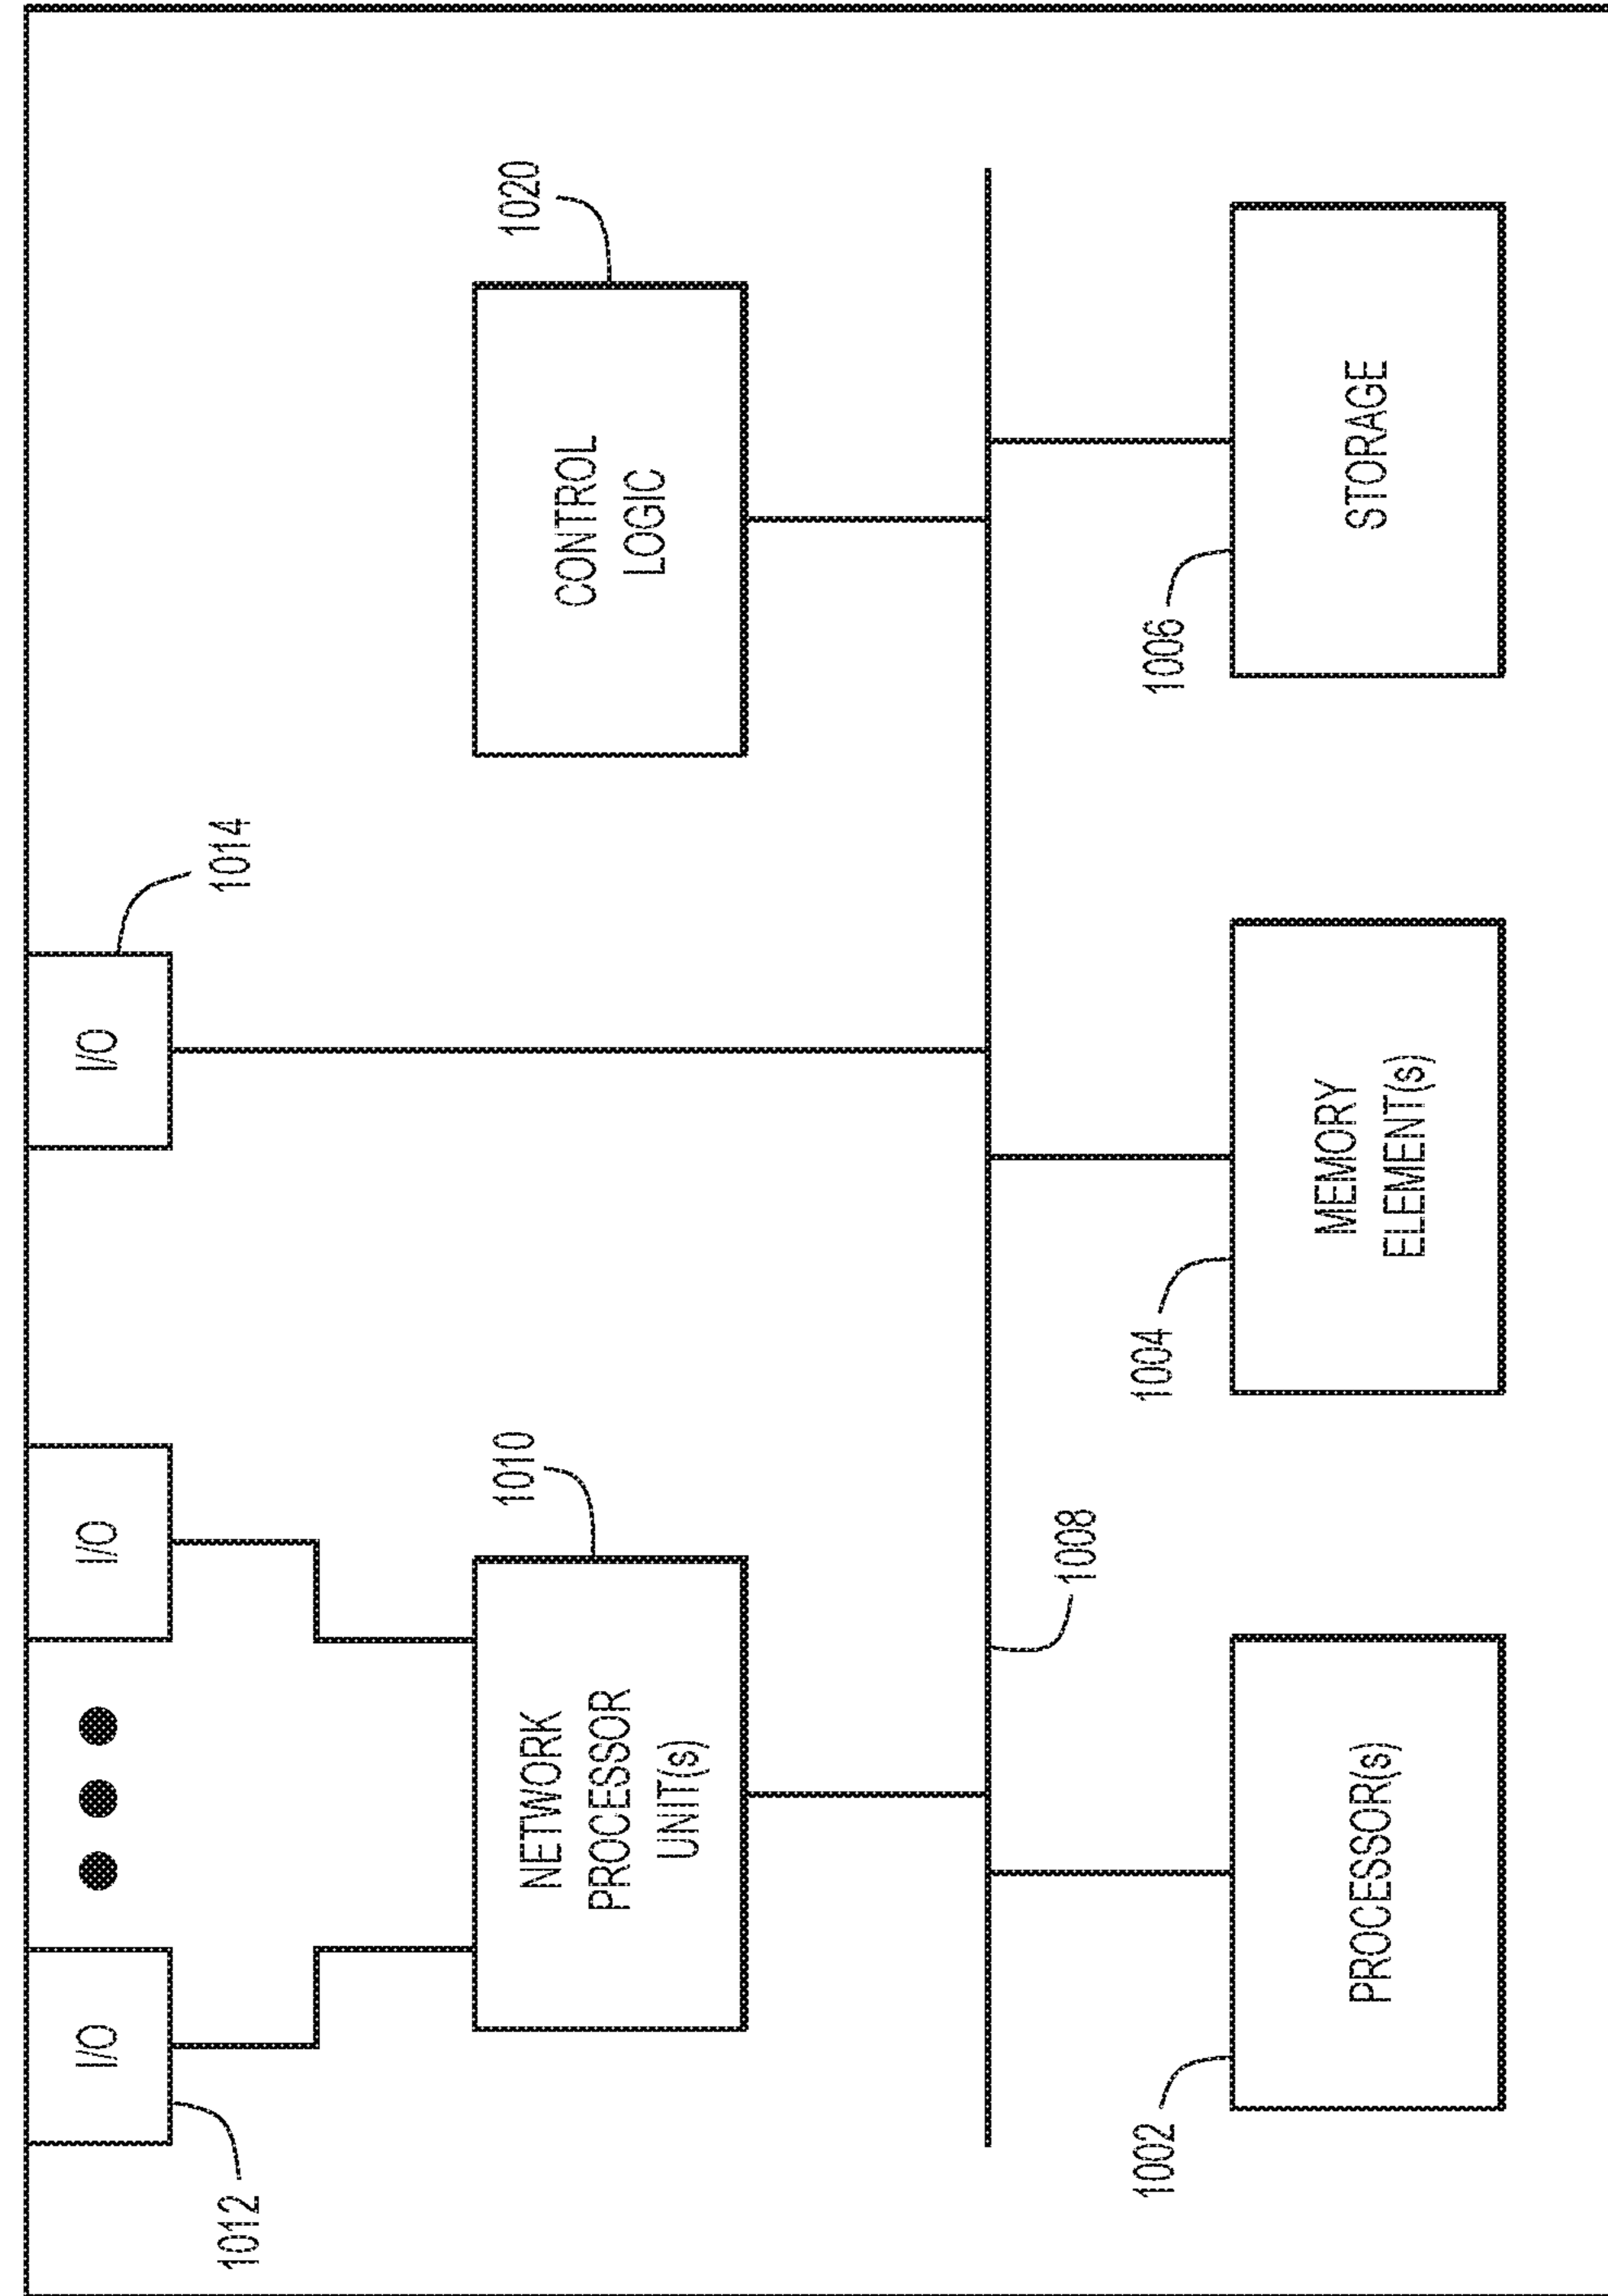 I/O
I/O
I/O
1012
1014
1020
1010
NETWORK
PROCESSOR
UNIT(s)
CONTROL
LOGIC
1008
1002
1004
1006
PROCESSOR(s)
MEMORY
ELEMENT(s)
STORAGE